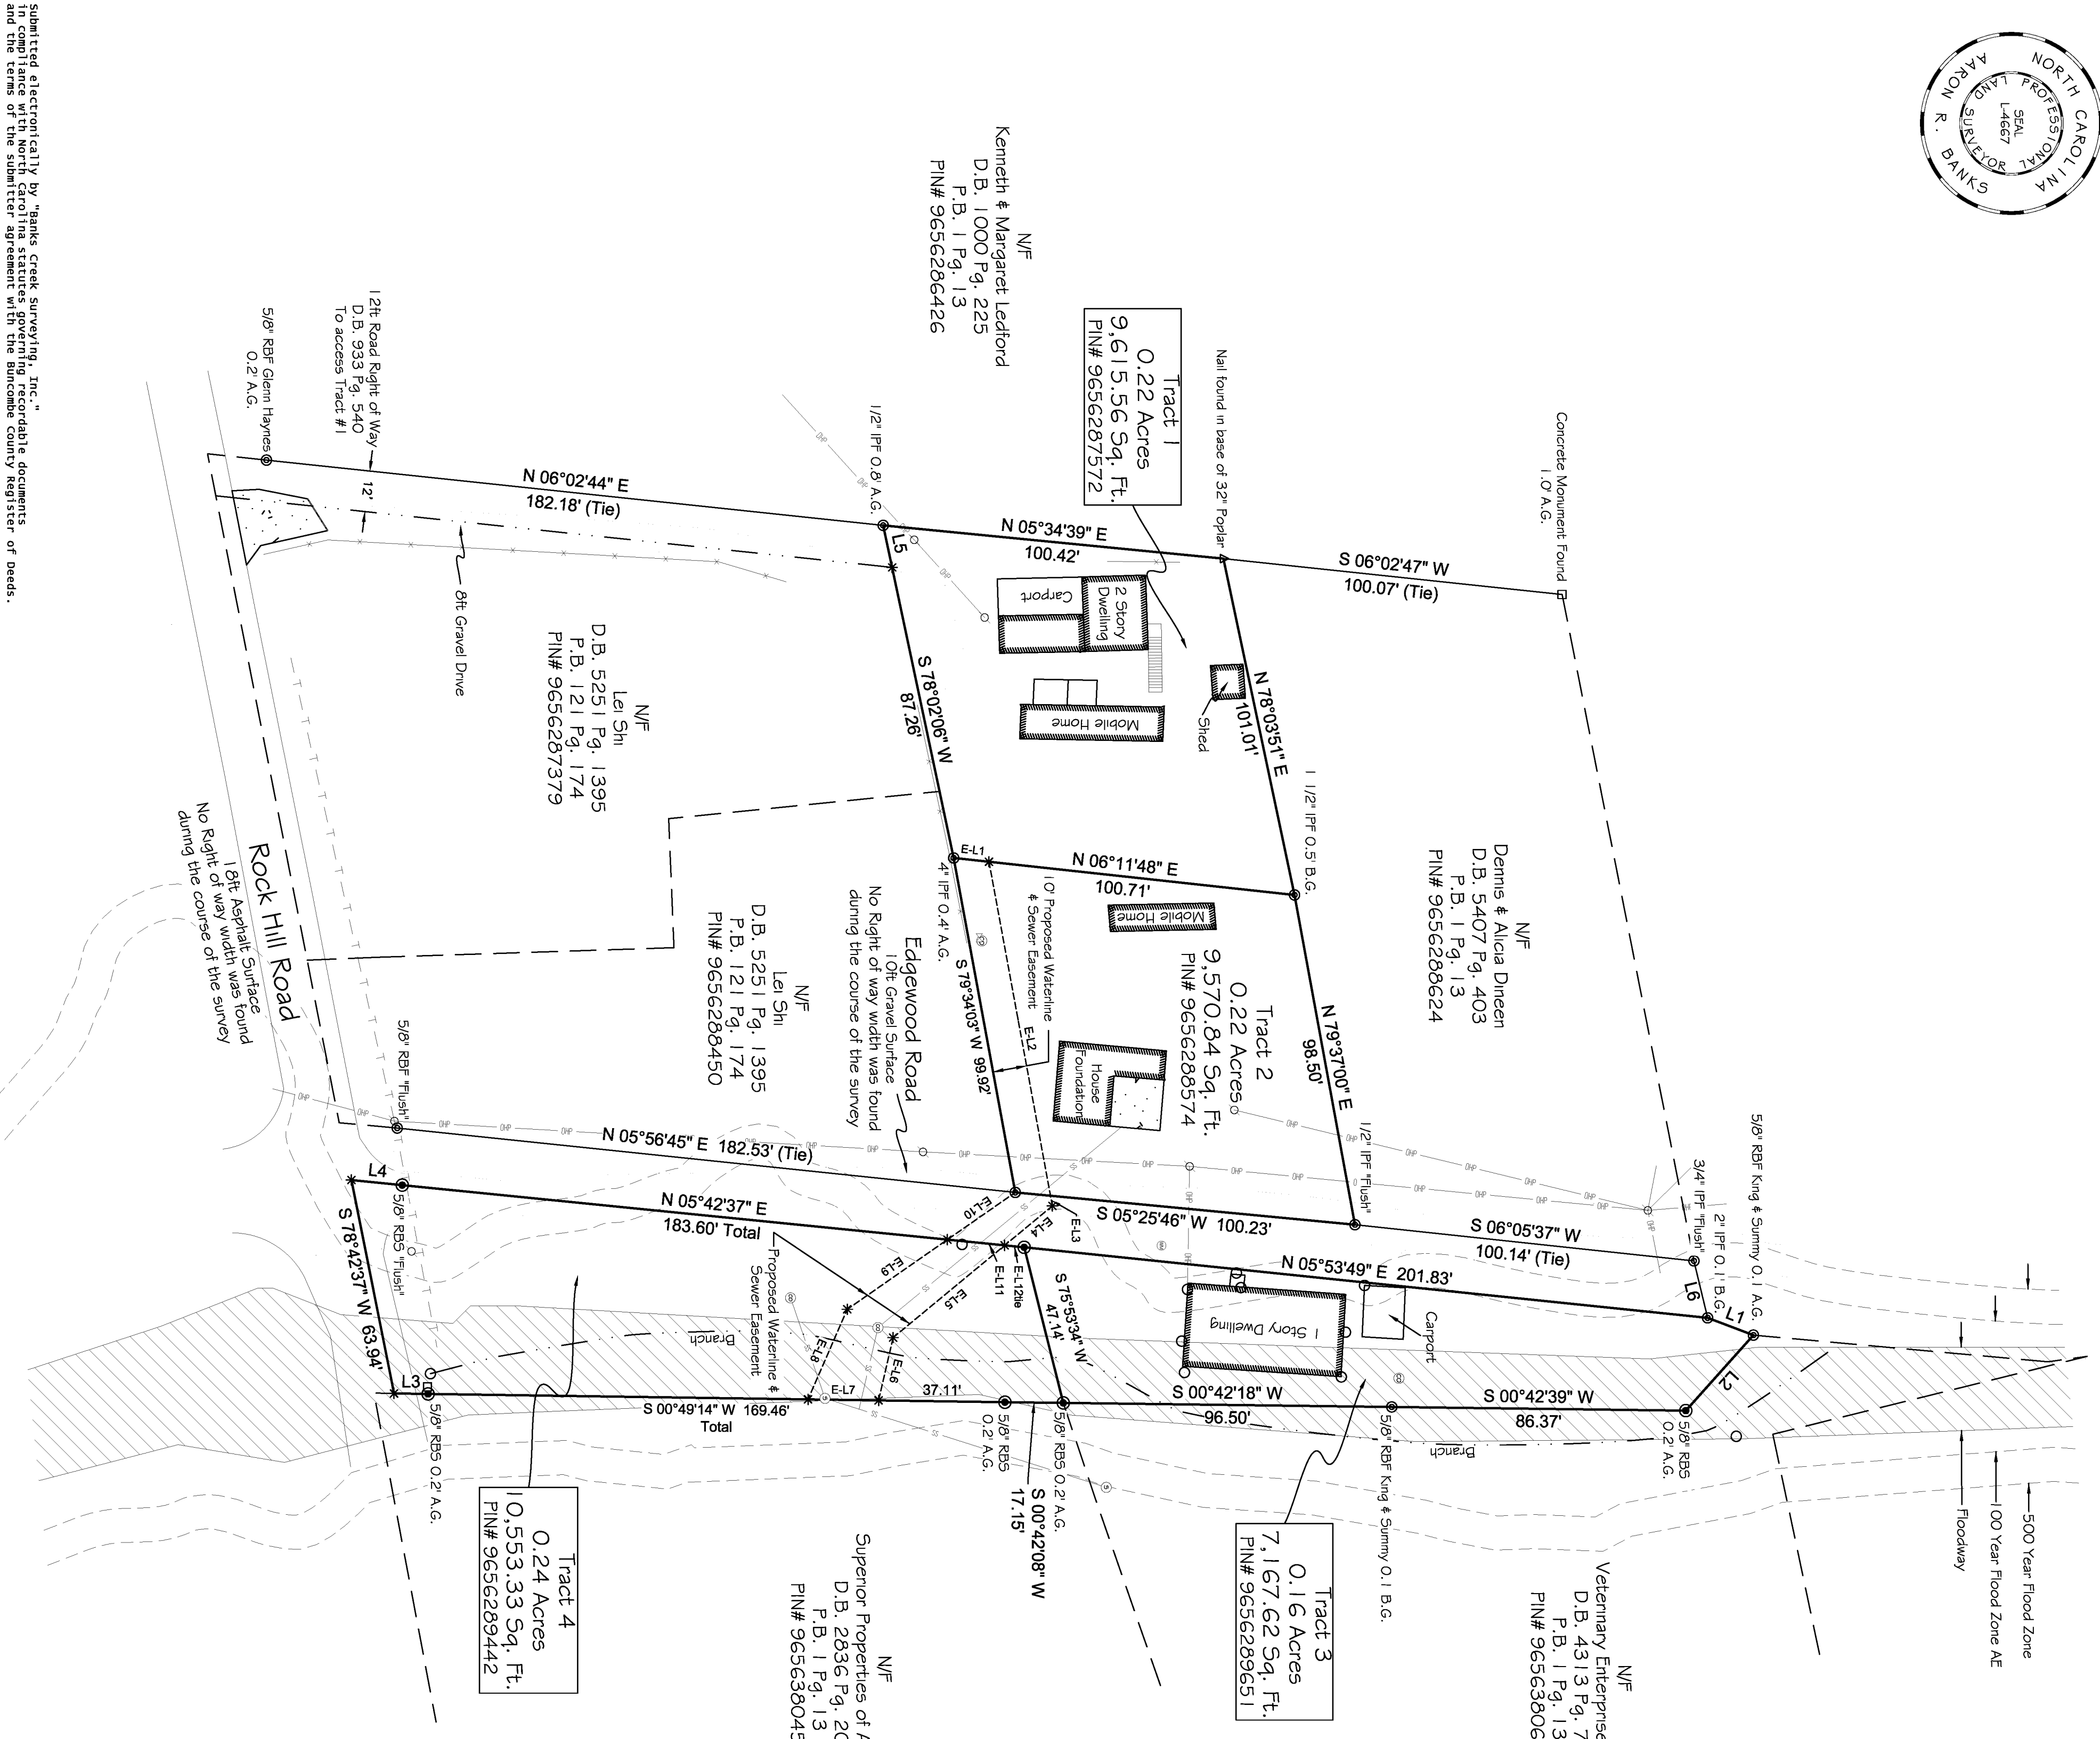 Submitted electronically by "Banks Creek Surveying, Inc."
in compliance with North Carolina statutes governing recordable documents
and the terms of the submitter agreement with the Buncombe County Register of Deeds.
NORTH CAROLINA
AARON R. BANKS
PROFESSIONAL
LAND SURVEYOR
SEAL
L-4667
N/F
Kenneth & Margaret Ledford
D.B. 1000 Pg. 225
P.B. 1 Pg. 13
PIN# 9656286426
Tract 1
0.22 Acres
9,615.56 Sq. Ft.
PIN# 9656287572
Nail found in base of 32" Poplar
Concrete Monument Found
1.0' A.G.
12ft Road Right of Way
D.B. 933 Pg. 540
To access Tract #1
5/8" RBF Glenn Haynes
0.2' A.G.
12'
N 06°02'44" E
182.18' (Tie)
1/2" IPF 0.8' A.G.
L5
N 05°34'39" E
100.42'
S 06°02'47" W
100.07' (Tie)
8ft Gravel Drive
Carport
2 Story
Dwelling
Mobile Home
Shed
S 78°02'06" W
87.26'
N 78°03'51" E
101.01'
1 1/2" IPF 0.5' B.G.
N/F
Lei Shi
D.B. 5251 Pg. 1395
P.B. 121 Pg. 174
PIN# 9656287379
N/F
Dennis & Alicia Dineen
D.B. 5407 Pg. 403
P.B. 1 Pg. 13
PIN# 9656288624
E-L1
4" IPF 0.4' A.G.
N 06°11'48" E
100.71'
10' Proposed Waterline
& Sewer Easement
E-L2
Mobile Home
Tract 2
0.22 Acres
9,570.84 Sq. Ft.
PIN# 9656288574
House
Foundation
S 79°34'03" W 99.92'
N 79°37'00" E
98.50'
1/2" IPF "Flush"
Rock Hill Road
18ft Asphalt Surface
No Right of way width was found
during the course of the survey
N/F
Lei Shi
D.B. 5251 Pg. 1395
P.B. 121 Pg. 174
PIN# 9656288450
Edgewood Road
10ft Gravel Surface
No Right of way width was found
during the course of the survey
5/8" RBF "Flush"
N 05°56'45" E 182.53' (Tie)
S 05°25'46" W 100.23'
S 06°05'37" W
100.14' (Tie)
3/4" IPF "Flush"
2" IPF 0.1' B.G.
5/8" RBF King & Summy 0.1 A.G.
L6
L1
L2
L4
5/8" RBS "Flush"
N 05°42'37" E
183.60' Total
E-L10
E-L3
E-L4
E-L9
E-L5
E-L11
E-L12tie
Proposed Waterline &
Sewer Easement
N 05°53'49" E 201.83'
S 75°53'34" W
47.14'
1 Story Dwelling
Carport
Branch
S 78°42'37" W 63.94'
L3
E-L8
E-L6
E-L7
37.11'
S 00°49'14" W 169.46'
Total
5/8" RBS 0.2' A.G.
5/8" RBS
0.2' A.G.
5/8" RBS 0.2' A.G.
S 00°42'08" W
17.15'
S 00°42'18" W
96.50'
5/8" RBF King & Summy 0.1 B.G.
S 00°42'39" W
86.37'
5/8" RBS
0.2' A.G.
Branch
Floodway
100 Year Flood Zone AE
500 Year Flood Zone
Tract 4
0.24 Acres
10,553.33 Sq. Ft.
PIN# 9656289442
Tract 3
0.16 Acres
7,167.62 Sq. Ft.
PIN# 9656289651
N/F
Superior Properties of A
D.B. 2836 Pg. 20
P.B. 1 Pg. 13
PIN# 965638045
N/F
Veterinary Enterprise
D.B. 4313 Pg. 7
P.B. 1 Pg. 13
PIN# 96563806